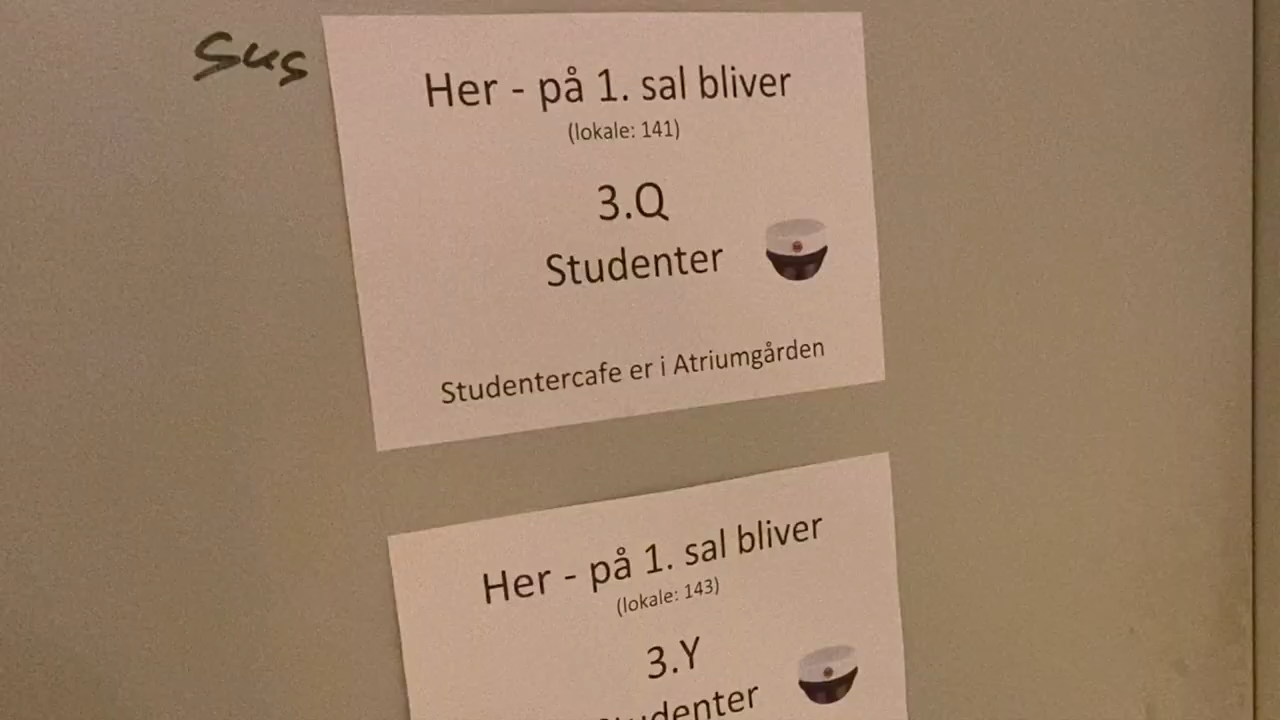 sus
Her - på 1. sal bliver
(lokale: 141)
3.Q
Studenter
Studentercafe er i Atriumgården
Her - på 1. sal bliver
(lokale: 143)
3.Y
Studenter